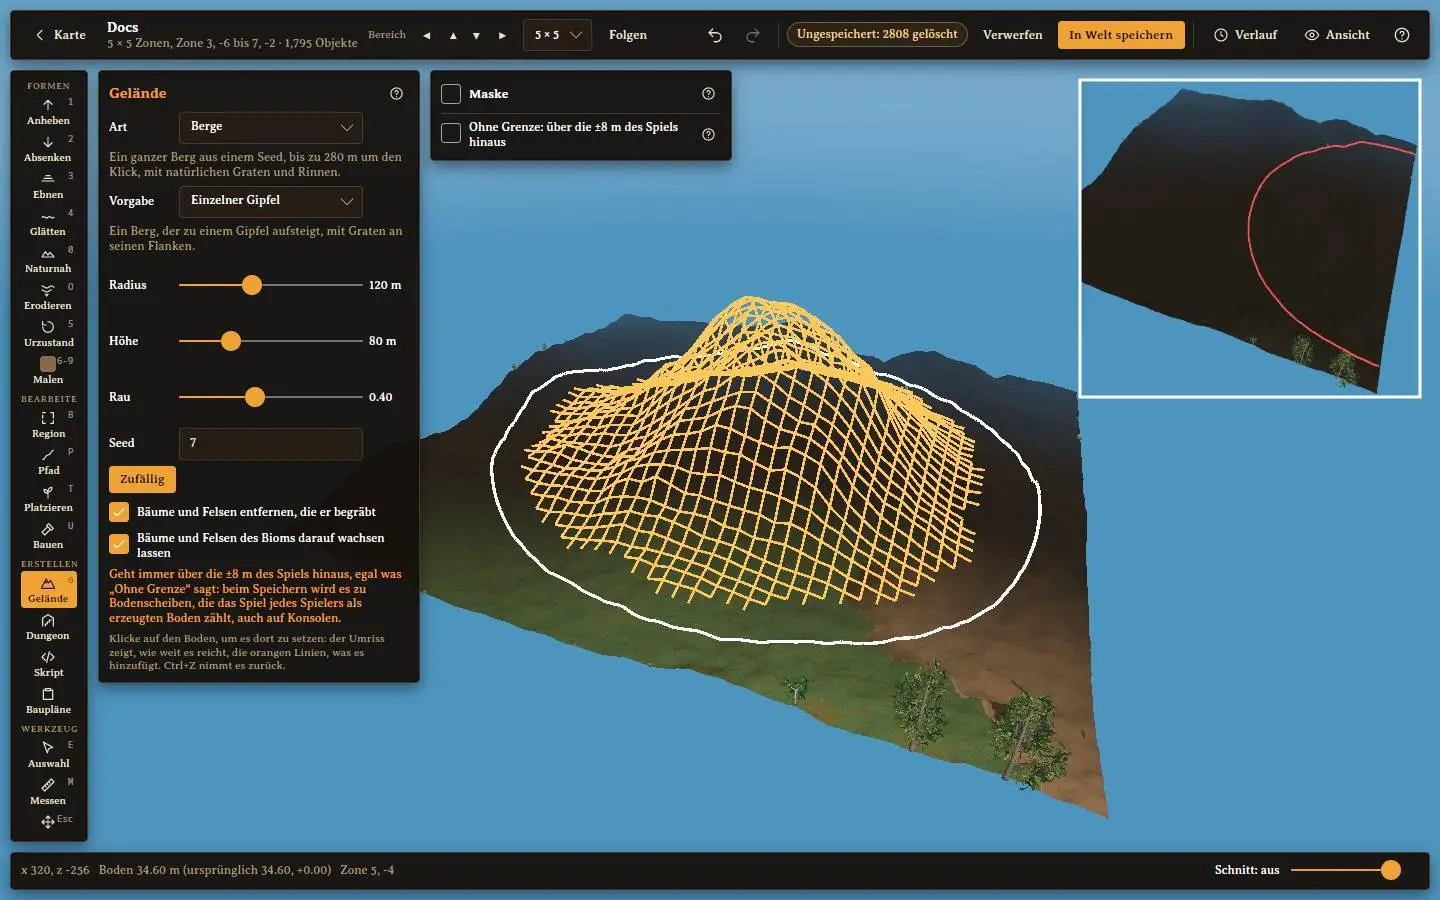 Karte
Docs
5 × 5 Zonen, Zone 3, -6 bis 7, -2 · 1,795 Objekte
Bereich
5 × 5
Folgen
Ungespeichert: 2808 gelöscht
Verwerfen
In Welt speichern
Verlauf
Ansicht
FORMEN
1
Anheben
2
Absenken
3
Ebnen
4
Glätten
0
Naturnah
O
Erodieren
5
Urzustand
6-9
Malen
BEARBEITE
B
Region
P
Pfad
T
Platzieren
U
Bauen
ERSTELLEN
G
Gelände
Dungeon
Skript
Baupläne
WERKZEUG
E
Auswahl
M
Messen
Esc
Gelände
Art
Berge
Ein ganzer Berg aus einem Seed, bis zu 280 m um den
Klick, mit natürlichen Graten und Rinnen.
Vorgabe
Einzelner Gipfel
Ein Berg, der zu einem Gipfel aufsteigt, mit Graten an
seinen Flanken.
Radius
120 m
Höhe
80 m
Rau
0.40
Seed
7
Zufällig
Bäume und Felsen entfernen, die er begräbt
Bäume und Felsen des Bioms darauf wachsen
lassen
Geht immer über die ±8 m des Spiels hinaus, egal was
„Ohne Grenze“ sagt: beim Speichern wird es zu
Bodenscheiben, die das Spiel jedes Spielers als
erzeugten Boden zählt, auch auf Konsolen.
Klicke auf den Boden, um es dort zu setzen: der Umriss
zeigt, wie weit es reicht, die orangen Linien, was es
hinzufügt. Ctrl+Z nimmt es zurück.
Maske
Ohne Grenze: über die ±8 m des Spiels
hinaus
x 320, z -256 Boden 34.60 m (ursprünglich 34.60, +0.00) Zone 5, -4
Schnitt: aus